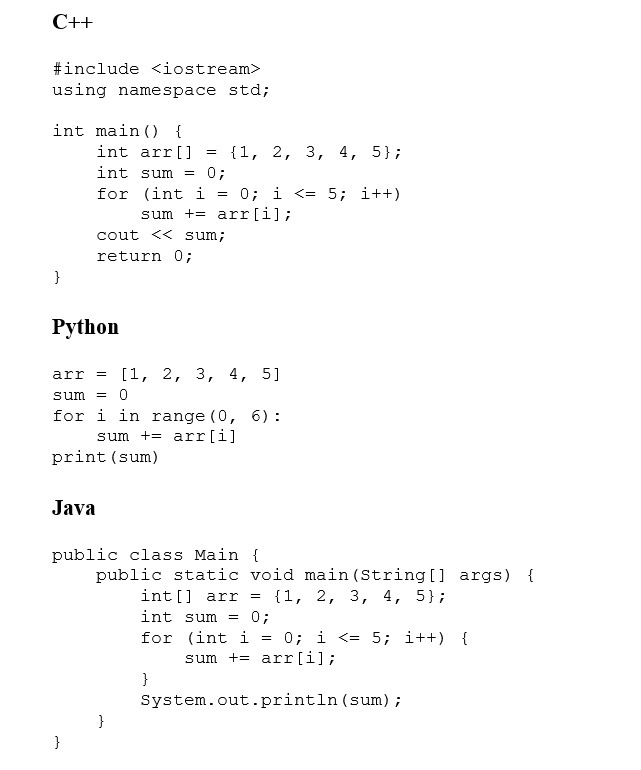 C++
#include <iostream>
using namespace std;
int main() {
    int arr[] = {1, 2, 3, 4, 5};
    int sum = 0;
    for (int i = 0; i <= 5; i++)
        sum += arr[i];
    cout << sum;
    return 0;
}
Python
arr = [1, 2, 3, 4, 5]
sum = 0
for i in range(0, 6):
    sum += arr[i]
print(sum)
Java
public class Main {
    public static void main(String[] args) {
        int[] arr = {1, 2, 3, 4, 5};
        int sum = 0;
        for (int i = 0; i <= 5; i++) {
            sum += arr[i];
        }
        System.out.println(sum);
    }
}